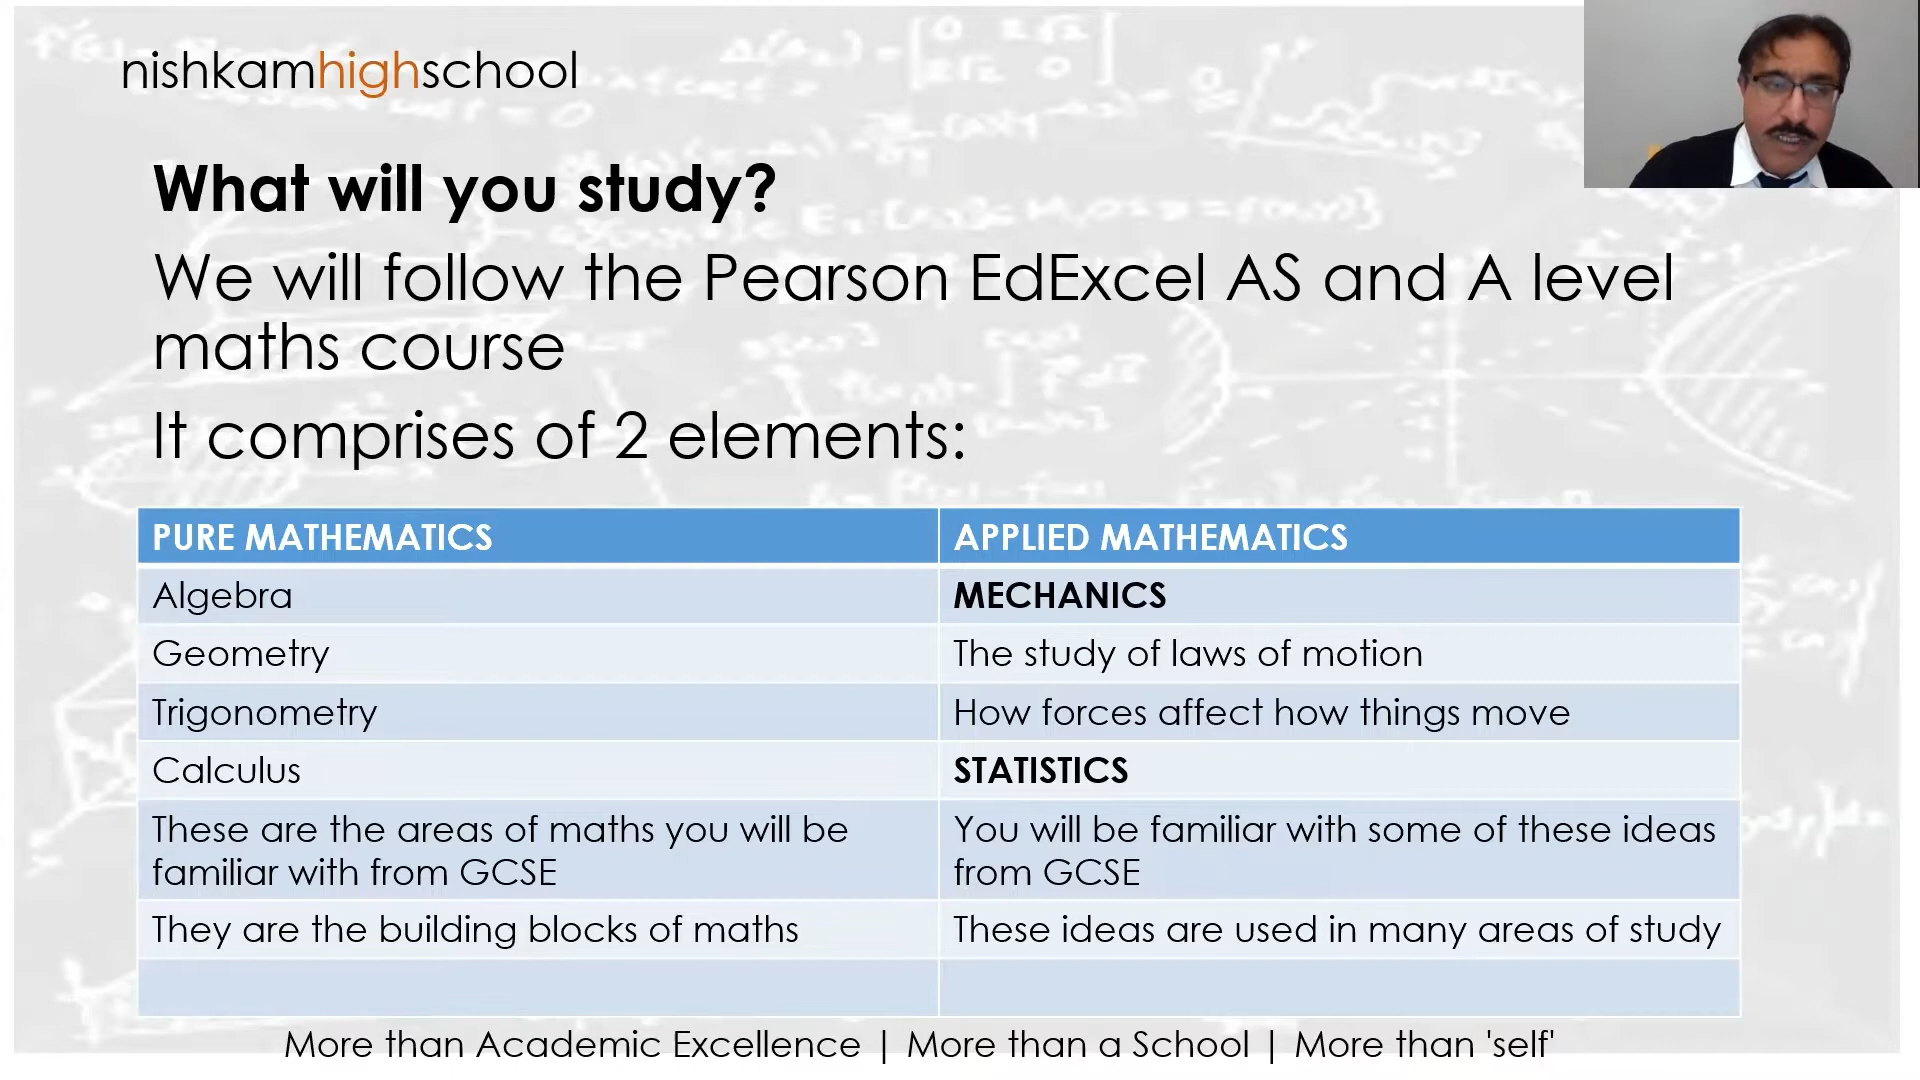 nishkamhighschool
What will you study?
We will follow the Pearson EdExcel AS and A level
maths course
It comprises of 2 elements:
PURE MATHEMATICS
APPLIED MATHEMATICS
Algebra
MECHANICS
Geometry
The study of laws of motion
Trigonometry
How forces affect how things move
Calculus
STATISTICS
These are the areas of maths you will be
familiar with from GCSE
You will be familiar with some of these ideas
from GCSE
They are the building blocks of maths
These ideas are used in many areas of study
More than Academic Excellence | More than a School | More than 'self'